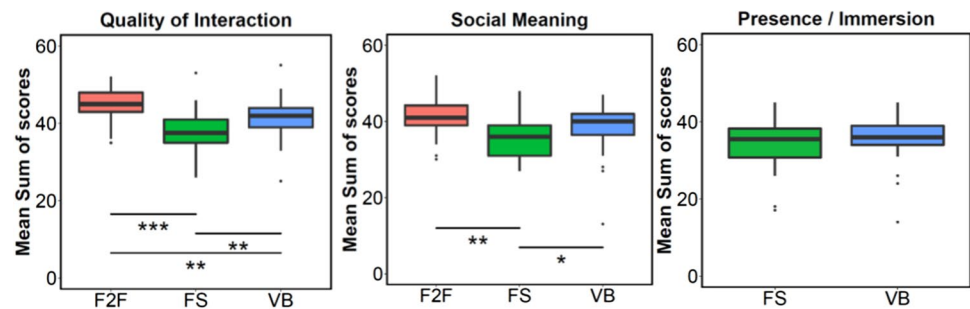 Quality of Interaction
Mean Sum of scores
60
40
20
0
***
**
**
F2F FS VB
Social Meaning
Mean Sum of scores
60
40
20
0
**
*
F2F FS VB
Presence / Immersion
Mean Sum of scores
60
40
20
0
FS VB